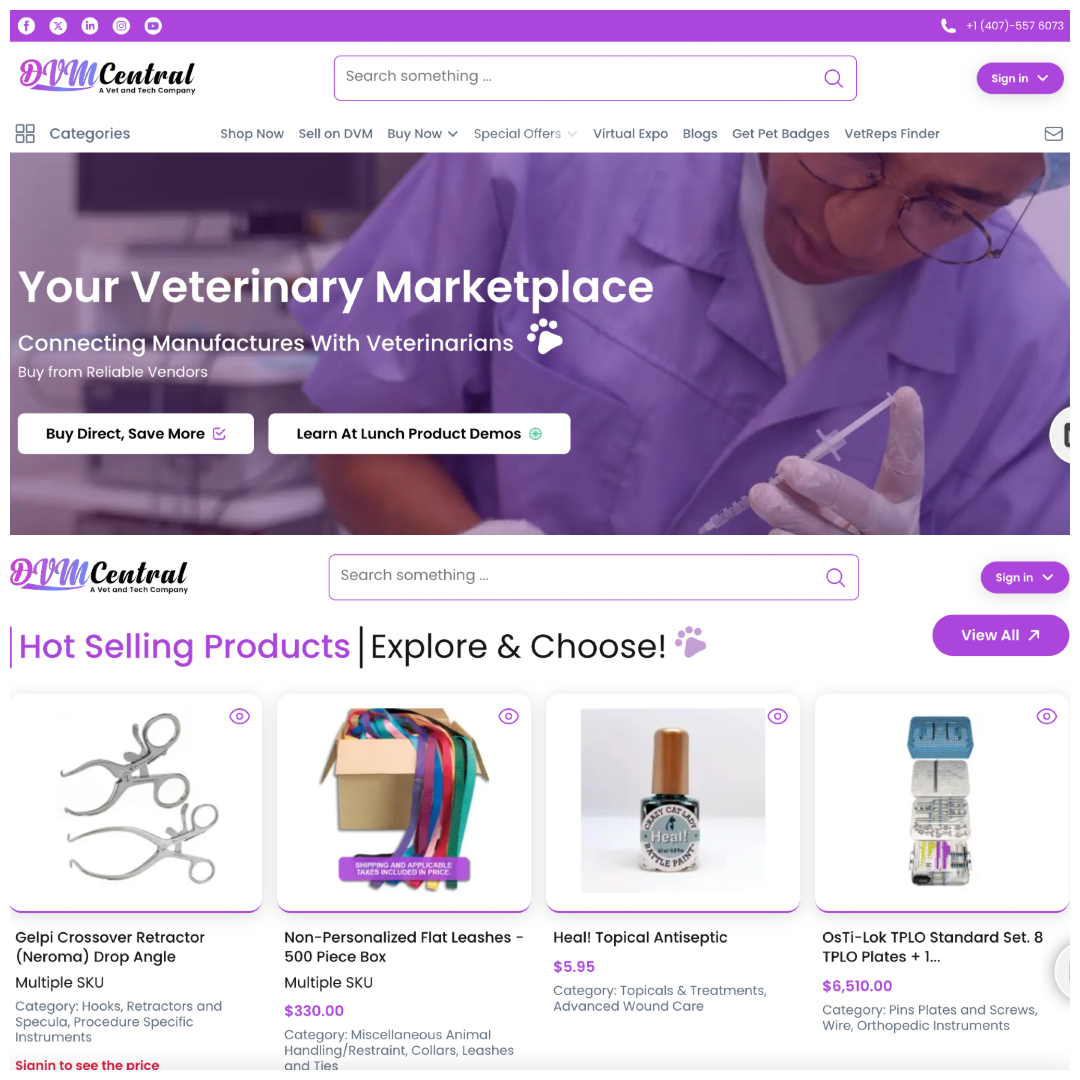 +1 (407)-557 6073
DVMCentral
A Vet and Tech Company
Search something ...
Sign in
Categories
Shop Now
Sell on DVM
Buy Now
Special Offers
Virtual Expo
Blogs
Get Pet Badges
VetReps Finder
Your Veterinary Marketplace
Connecting Manufactures With Veterinarians
Buy from Reliable Vendors
Buy Direct, Save More
Learn At Lunch Product Demos
DVMCentral
A Vet and Tech Company
Search something ...
Sign in
Hot Selling Products
Explore & Choose!
View All
SHIPPING AND APPLICABLE
TAXES INCLUDED IN PRICE.
CRAZY CAT LADY
Heal!
BATTLE PAINT
Gelpi Crossover Retractor
(Neroma) Drop Angle
Multiple SKU
Category: Hooks, Retractors and
Specula, Procedure Specific
Instruments
Signin to see the price
Non-Personalized Flat Leashes -
500 Piece Box
Multiple SKU
$330.00
Category: Miscellaneous Animal
Handling/Restraint, Collars, Leashes
and Ties
Heal! Topical Antiseptic
$5.95
Category: Topicals & Treatments,
Advanced Wound Care
OsTi-Lok TPLO Standard Set. 8
TPLO Plates + 1...
$6,510.00
Category: Pins Plates and Screws,
Wire, Orthopedic Instruments